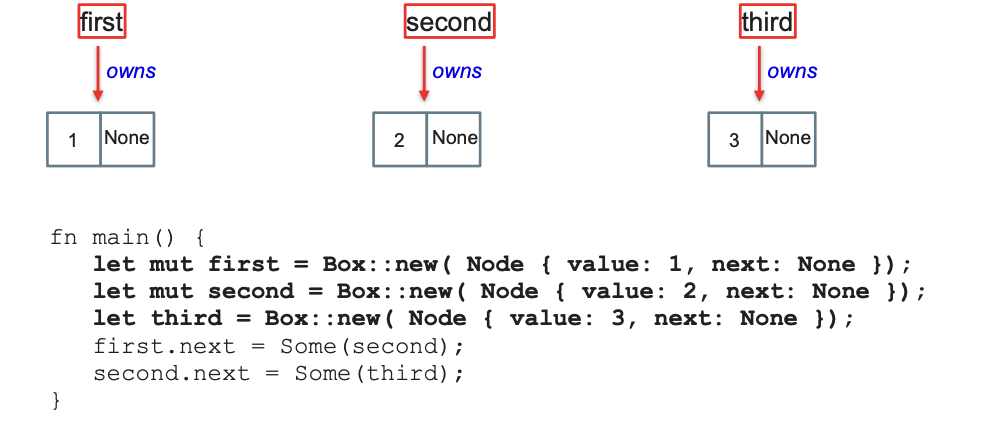 first second third
owns owns owns
1 None 2 None 3 None
fn main() {
let mut first = Box::new( Node { value: 1, next: None });
let mut second = Box::new( Node { value: 2, next: None });
let third = Box::new( Node { value: 3, next: None });
first.next = Some(second);
second.next = Some(third);
}